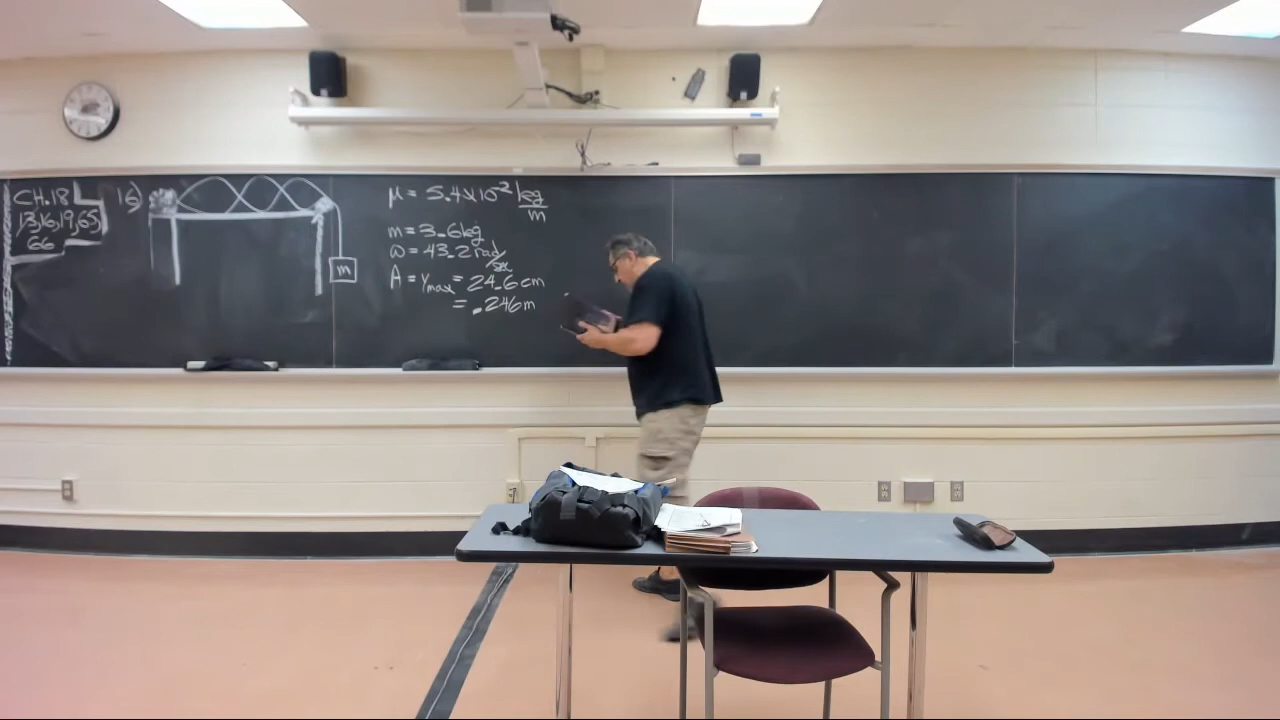 CH.18
13,16,19,65,
66
16)
m
μ = 5.4x10⁻² kg/m
m = 3.6kg
ω = 43.2 rad/sec
A = Ymax = 24.6 cm
= .246m